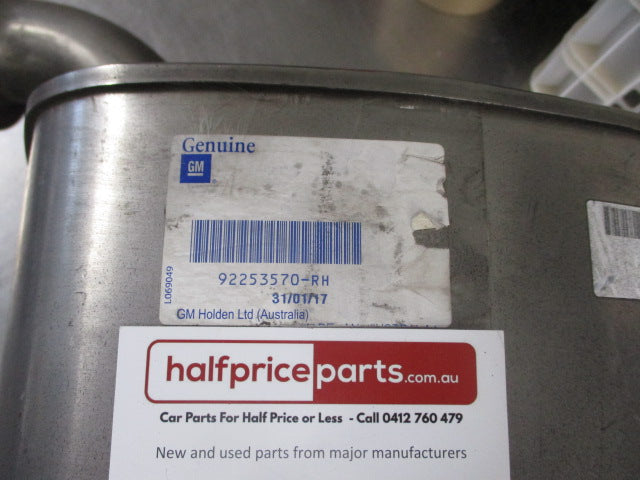 Genuine
GM
92253570-RH
31/01/17
L069049
GM Holden Ltd (Australia)
halfpriceparts.com.au
Car Parts For Half Price or Less - Call 0412 760 479
New and used parts from major manufacturers